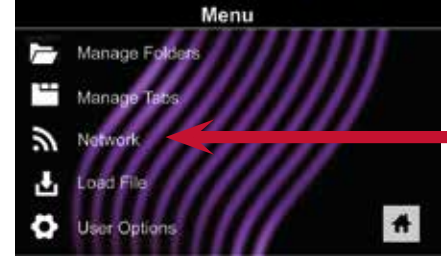 Menu
Manage Folders
Manage Tabs
Network
Load File
User Options